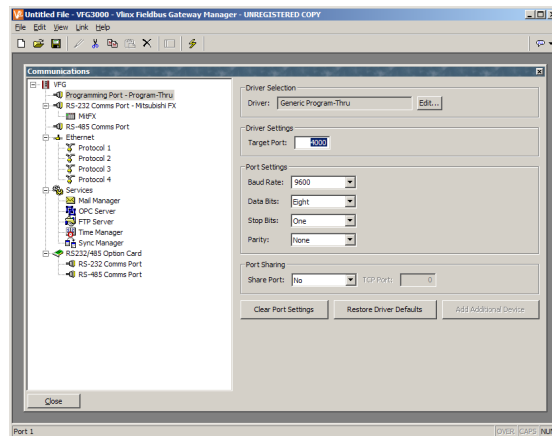 Untitled File - VFG3000 - Vlinx Fieldbus Gateway Manager - UNREGISTERED COPY
File Edit View Link Help
Communications
VFG
Programming Port - Program-Thru
RS-232 Comms Port - Mitsubishi FX
MitFX
RS-485 Comms Port
Ethernet
Protocol 1
Protocol 2
Protocol 3
Protocol 4
Services
Mail Manager
OPC Server
FTP Server
Time Manager
Sync Manager
RS232/485 Option Card
RS-232 Comms Port
RS-485 Comms Port
Driver Selection
Driver: Generic Program-Thru Edit...
Driver Settings
Target Port: 4000
Port Settings
Baud Rate: 9600
Data Bits: Eight
Stop Bits: One
Parity: None
Port Sharing
Share Port: No TCP Port: 0
Clear Port Settings Restore Driver Defaults Add Additional Device
Close
Port 1 OVER CAPS NUM